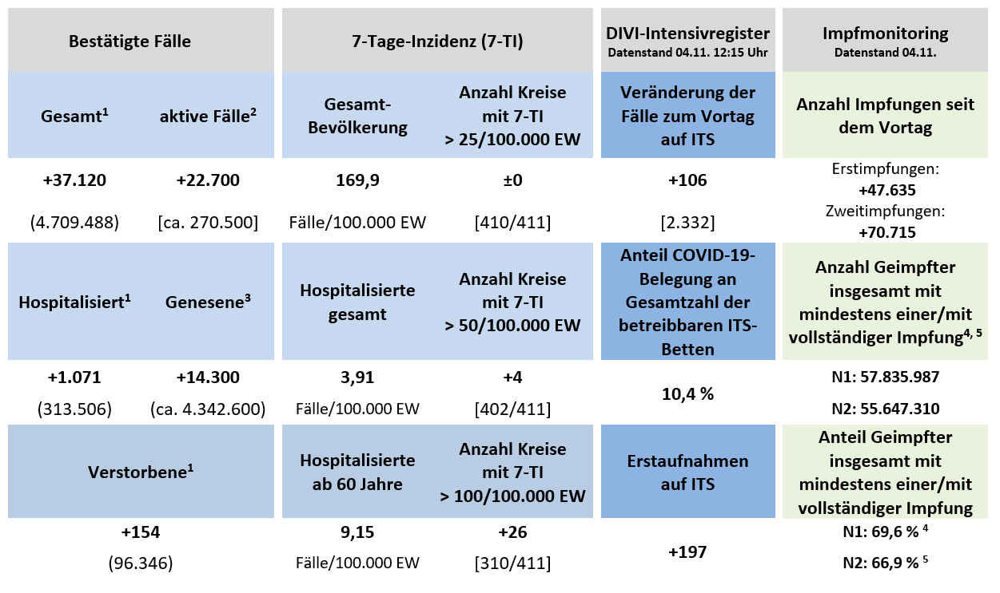 Bestätigte Fälle
7-Tage-Inzidenz (7-TI)
DIVI-Intensivregister
Datenstand 04.11. 12:15 Uhr
Impfmonitoring
Datenstand 04.11.
Gesamt¹
aktive Fälle²
Gesamt-
Bevölkerung
Anzahl Kreise
mit 7-TI
> 25/100.000 EW
Veränderung der
Fälle zum Vortag
auf ITS
Anzahl Impfungen seit
dem Vortag
+37.120
(4.709.488)
+22.700
[ca. 270.500]
169,9
Fälle/100.000 EW
±0
[410/411]
+106
[2.332]
Erstimpfungen:
+47.635
Zweitimpfungen:
+70.715
Hospitalisiert¹
Genesene³
Hospitalisierte
gesamt
Anzahl Kreise
mit 7-TI
> 50/100.000 EW
Anteil COVID-19-
Belegung an
Gesamtzahl der
betreibbaren ITS-
Betten
Anzahl Geimpfter
insgesamt mit
mindestens einer/mit
vollständiger Impfung⁴, ⁵
+1.071
(313.506)
+14.300
(ca. 4.342.600)
3,91
Fälle/100.000 EW
+4
[402/411]
10,4 %
N1: 57.835.987
N2: 55.647.310
Verstorbene¹
Hospitalisierte
ab 60 Jahre
Anzahl Kreise
mit 7-TI
> 100/100.000 EW
Erstaufnahmen
auf ITS
Anteil Geimpfter
insgesamt mit
mindestens einer/mit
vollständiger Impfung
+154
(96.346)
9,15
Fälle/100.000 EW
+26
[310/411]
+197
N1: 69,6 % ⁴
N2: 66,9 % ⁵